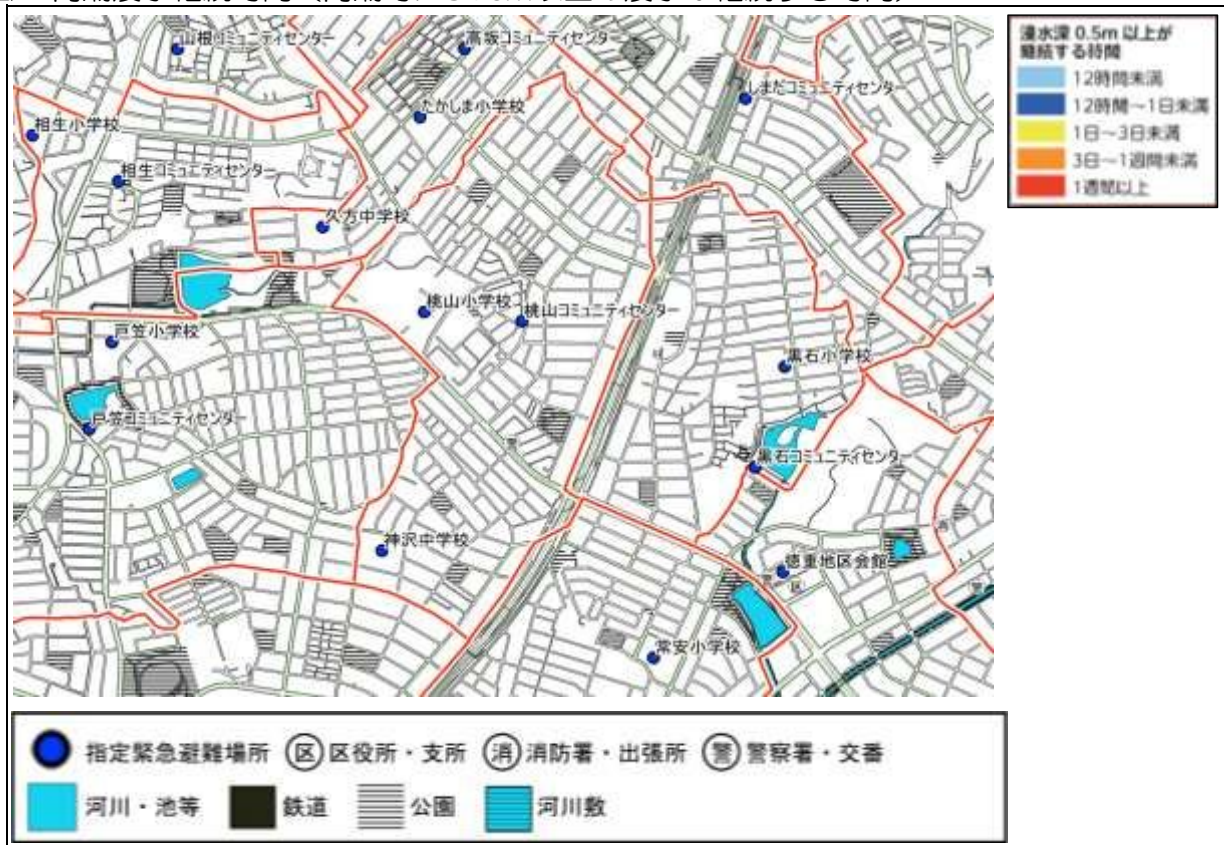 山根コミュニティセンター
高坂コミュニティセンター
しまだコミュニティセンター
たかしま小学校
相生小学校
相生コミュニティセンター
久方中学校
桃山小学校
桃山コミュニティセンター
戸笠小学校
黒石小学校
戸笠コミュニティセンター
黒石コミュニティセンター
神沢中学校
徳重地区会館
区
常安小学校
浸水深 0.5m 以上が
継続する時間
12時間未満
12時間～1日未満
1日～3日未満
3日～1週間未満
1週間以上
指定緊急避難場所 区 区役所・支所 消 消防署・出張所 警 警察署・交番
河川・池等 鉄道 公園 河川敷